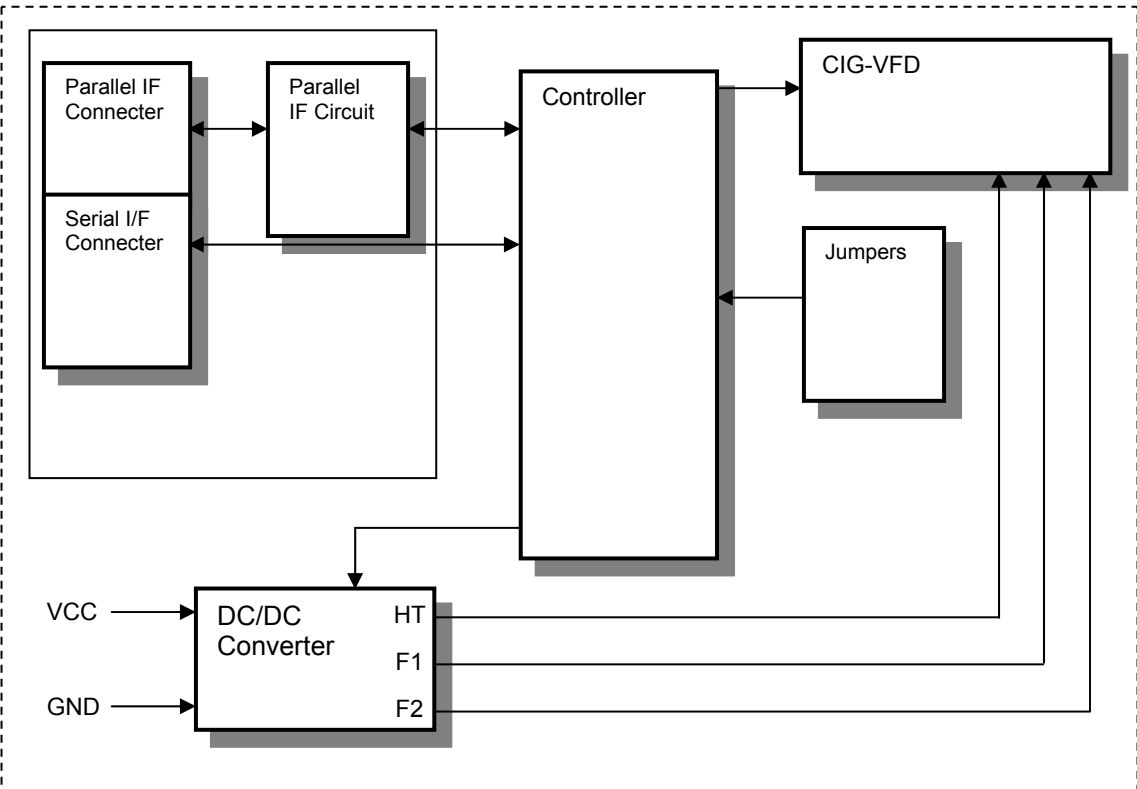 Parallel IF
Connecter
Parallel
IF Circuit
Controller
CIG-VFD
Serial I/F
Connecter
Jumpers
VCC
GND
DC/DC
Converter
HT
F1
F2